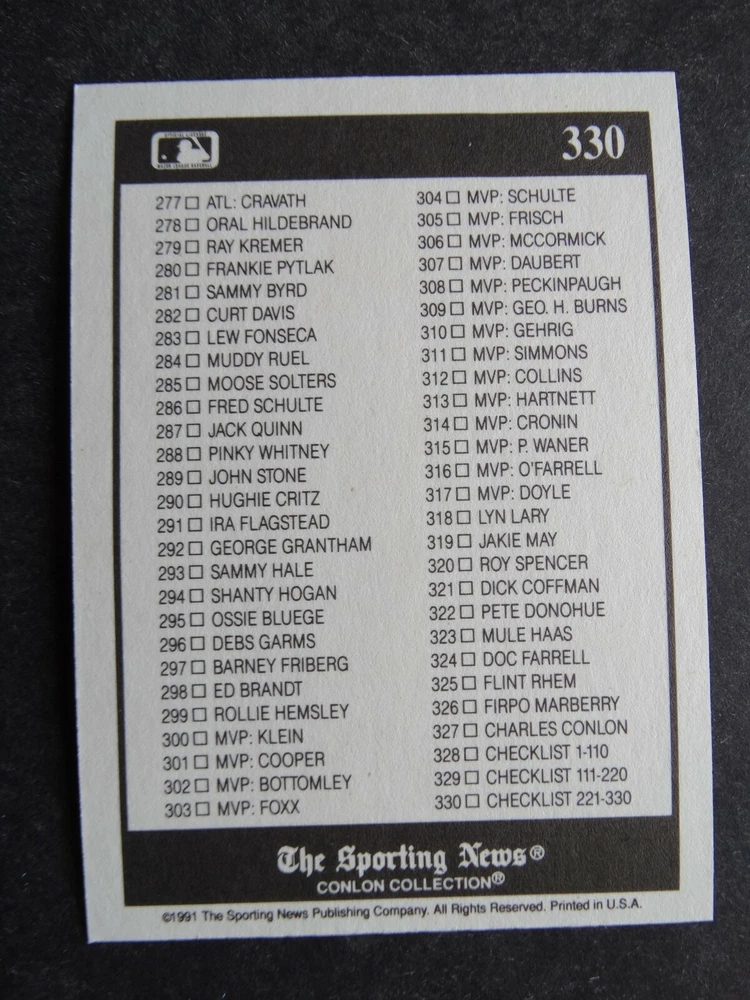 330
277 □ ATL: CRAVATH
278 □ ORAL HILDEBRAND
279 □ RAY KREMER
280 □ FRANKIE PYTLAK
281 □ SAMMY BYRD
282 □ CURT DAVIS
283 □ LEW FONSECA
284 □ MUDDY RUEL
285 □ MOOSE SOLTERS
286 □ FRED SCHULTE
287 □ JACK QUINN
288 □ PINKY WHITNEY
289 □ JOHN STONE
290 □ HUGHIE CRITZ
291 □ IRA FLAGSTEAD
292 □ GEORGE GRANTHAM
293 □ SAMMY HALE
294 □ SHANTY HOGAN
295 □ OSSIE BLUEGE
296 □ DEBS GARMS
297 □ BARNEY FRIBERG
298 □ ED BRANDT
299 □ ROLLIE HEMSLEY
300 □ MVP: KLEIN
301 □ MVP: COOPER
302 □ MVP: BOTTOMLEY
303 □ MVP: FOXX
304 □ MVP: SCHULTE
305 □ MVP: FRISCH
306 □ MVP: MCCORMICK
307 □ MVP: DAUBERT
308 □ MVP: PECKINPAUGH
309 □ MVP: GEO. H. BURNS
310 □ MVP: GEHRIG
311 □ MVP: SIMMONS
312 □ MVP: COLLINS
313 □ MVP: HARTNETT
314 □ MVP: CRONIN
315 □ MVP: P. WANER
316 □ MVP: O'FARRELL
317 □ MVP: DOYLE
318 □ LYN LARY
319 □ JAKIE MAY
320 □ ROY SPENCER
321 □ DICK COFFMAN
322 □ PETE DONOHUE
323 □ MULE HAAS
324 □ DOC FARRELL
325 □ FLINT RHEM
326 □ FIRPO MARBERRY
327 □ CHARLES CONLON
328 □ CHECKLIST 1-110
329 □ CHECKLIST 111-220
330 □ CHECKLIST 221-330
The Sporting News®
CONLON COLLECTION®
©1991 The Sporting News Publishing Company. All Rights Reserved. Printed in U.S.A.